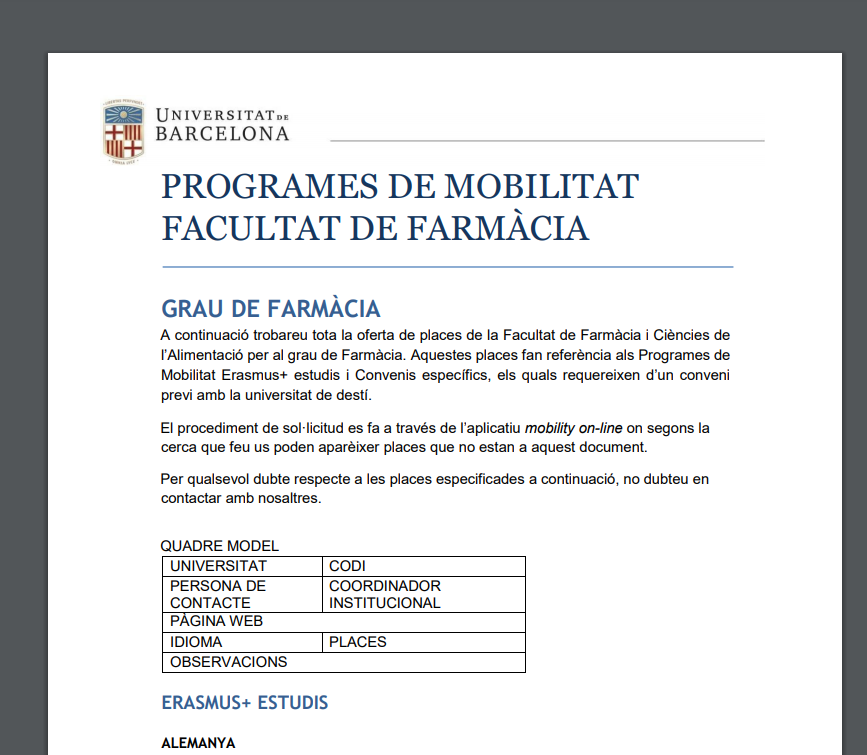 UNIVERSITAT DE
BARCELONA
PROGRAMES DE MOBILITAT
FACULTAT DE FARMÀCIA
GRAU DE FARMÀCIA
A continuació trobareu tota la oferta de places de la Facultat de Farmàcia i Ciències de
l’Alimentació per al grau de Farmàcia. Aquestes places fan referència als Programes de
Mobilitat Erasmus+ estudis i Convenis específics, els quals requereixen d’un conveni
previ amb la universitat de destí.
El procediment de sol·licitud es fa a través de l’aplicatiu mobility on-line on segons la
cerca que feu us poden aparèixer places que no estan a aquest document.
Per qualsevol dubte respecte a les places especificades a continuació, no dubteu en
contactar amb nosaltres.
QUADRE MODEL
UNIVERSITAT CODI
PERSONA DE COORDINADOR
CONTACTE INSTITUCIONAL
PÀGINA WEB
IDIOMA PLACES
OBSERVACIONS
ERASMUS+ ESTUDIS
ALEMANYA